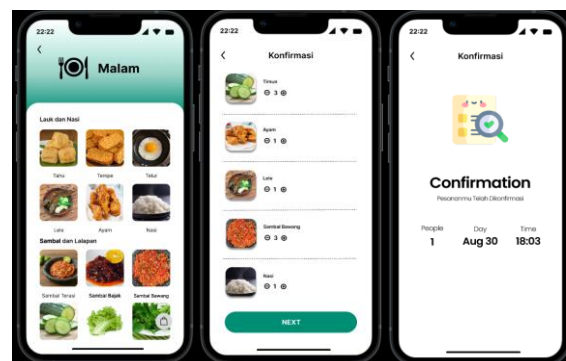 22:22
Malam
Lauk dan Nasi
Tahu Tempe Telur
Lele Ayam Nasi
Sambal dan Lalapan
Sambal Terasi Sambal Bajak Sambal Bawang
22:22
Konfirmasi
Timun
3
Ayam
1
Lele
1
Sambal Bawang
3
Nasi
1
NEXT
22:22
Konfirmasi
Confirmation
Pesananmu Telah Dikonfirmasi
People Day Time
1 Aug 30 18:03